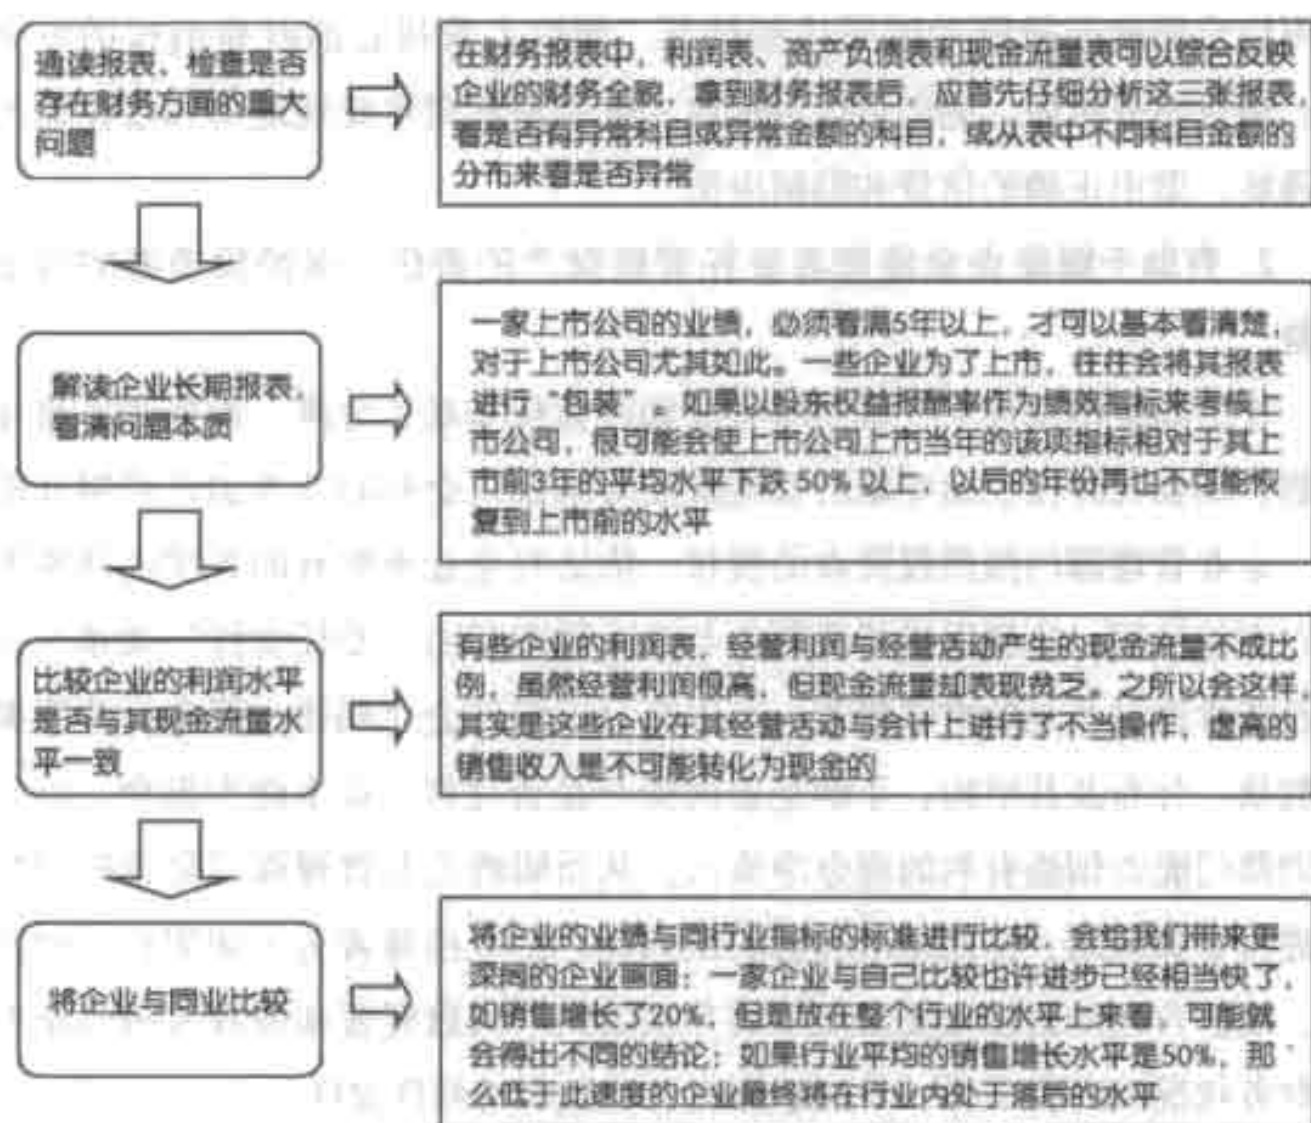 通读报表、检查是否
存在财务方面的重大
问题
在财务报表中，利润表、资产负债表和现金流量表可以综合反映
企业的财务全貌，拿到财务报表后，应首先仔细分析这三张报表，
看是否有异常科目或异常金额的科目，或从表中不同科目金额的
分布来看是否异常
解读企业长期报表，
看清问题本质
一家上市公司的业绩，必须看满5年以上，才可以基本看清楚，
对于上市公司尤其如此。一些企业为了上市，往往会将其报表
进行“包装”。如果以股东权益报酬率作为绩效指标来考核上
市公司，很可能会使上市公司上市当年的该项指标相对于其上
市前3年的平均水平下跌50%以上，以后的年份再也不可能恢
复到上市前的水平
比较企业的利润水平
是否与其现金流量水
平一致
有些企业的利润表，经营利润与经营活动产生的现金流量不成比
例，虽然经营利润很高，但现金流量却表现贫乏。之所以会这样，
其实是这些企业在其经营活动与会计上进行了不当操作，虚高的
销售收入是不可能转化为现金的
将企业与同业比较
将企业的业绩与同行业指标的标准进行比较，会给我们带来更
深阔的企业画面：一家企业与自己比较也许进步已经相当快了，
如销售增长了20%，但是放在整个行业的水平上来看，可能就
会得出不同的结论：如果行业平均的销售增长水平是50%，那
么低于此速度的企业最终将在行业内处于落后的水平